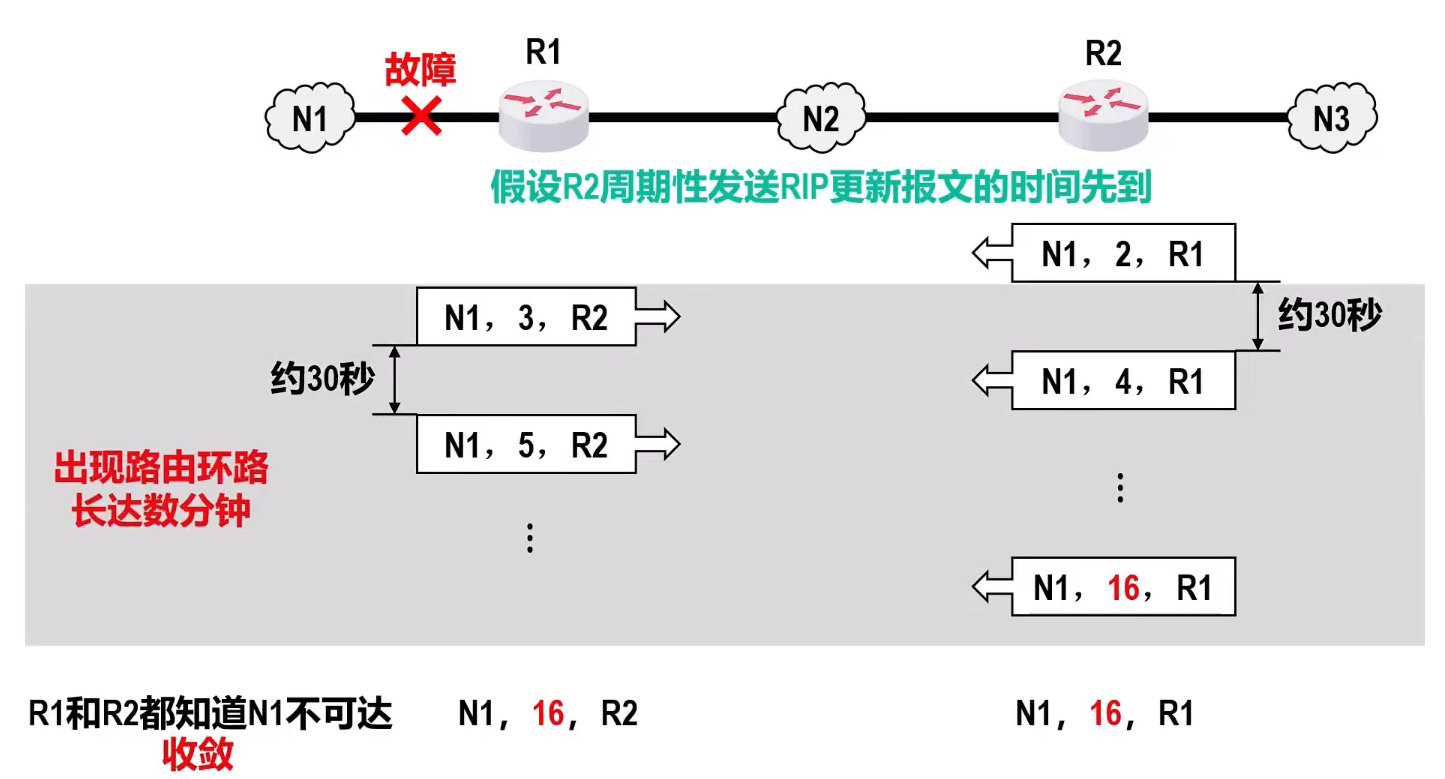 R1
R2
故障
N1
N2
N3
假设R2周期性发送RIP更新报文的时间先到
N1，2，R1
N1，3，R2
约30秒
约30秒
N1，4，R1
N1，5，R2
出现路由环路
长达数分钟
⋮
⋮
N1，16，R1
R1和R2都知道N1不可达
收敛
N1，16，R2
N1，16，R1